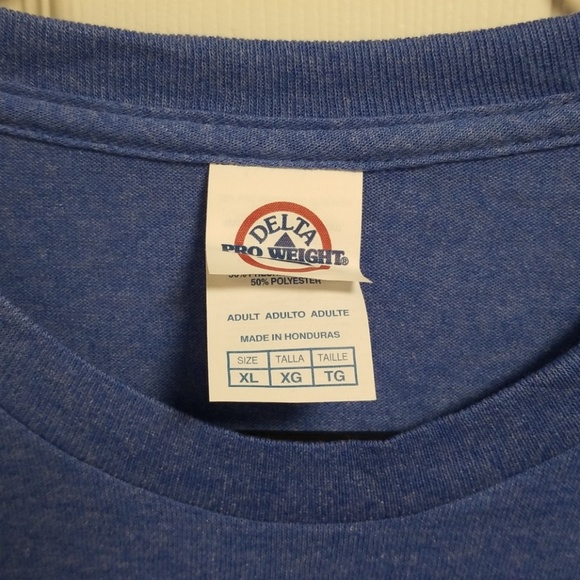 DELTA
PRO WEIGHT®
50% POLYESTER
ADULT ADULTO ADULTE
MADE IN HONDURAS
SIZE TALLA TAILLE
XL XG TG